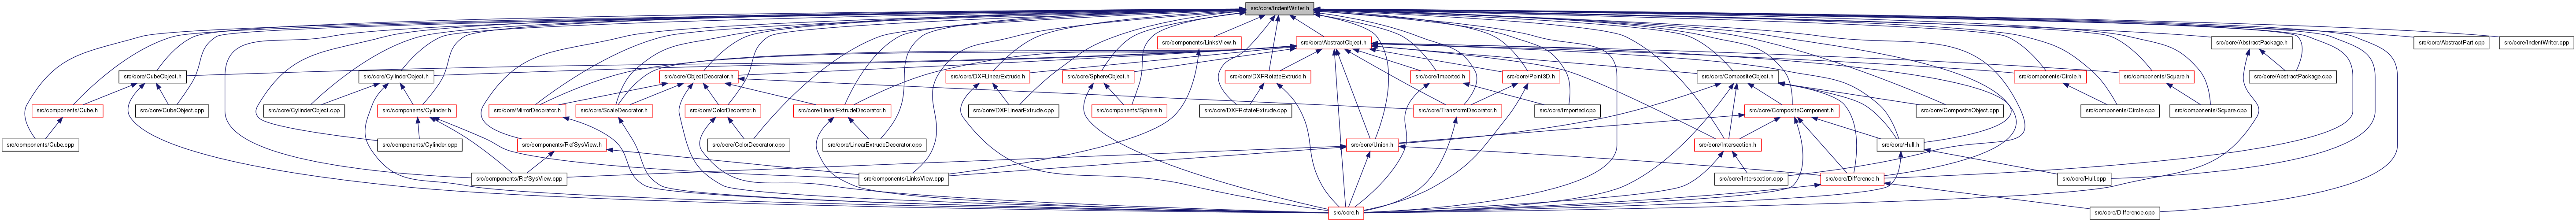 src/core/IndentWriter.h
src/components/LinksView.h
src/core/AbstractObject.h
src/core/AbstractPackage.h
src/core/AbstractPart.cpp
src/core/IndentWriter.cpp
src/core/CubeObject.h
src/core/CylinderObject.h
src/core/ObjectDecorator.h
src/core/DXFLinearExtrude.h
src/core/SphereObject.h
src/core/DXFRotateExtrude.h
src/core/Imported.h
src/core/Point3D.h
src/core/CompositeObject.h
src/components/Circle.h
src/components/Square.h
src/core/AbstractPackage.cpp
src/components/Cube.h
src/core/CubeObject.cpp
src/core/CylinderObject.cpp
src/components/Cylinder.h
src/core/MirrorDecorator.h
src/core/ScaleDecorator.h
src/core/ColorDecorator.h
src/core/LinearExtrudeDecorator.h
src/core/DXFLinearExtrude.cpp
src/components/Sphere.h
src/core/DXFRotateExtrude.cpp
src/core/TransformDecorator.h
src/core/Imported.cpp
src/core/CompositeComponent.h
src/core/CompositeObject.cpp
src/components/Circle.cpp
src/components/Square.cpp
src/components/Cube.cpp
src/components/Cylinder.cpp
src/components/RefSysView.h
src/core/ColorDecorator.cpp
src/core/LinearExtrudeDecorator.cpp
src/core/Union.h
src/core/Intersection.h
src/core/Hull.h
src/components/RefSysView.cpp
src/components/LinksView.cpp
src/core/Intersection.cpp
src/core/Difference.h
src/core/Hull.cpp
src/core.h
src/core/Difference.cpp